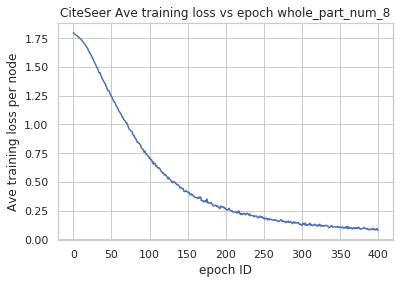 CiteSeer Ave training loss vs epoch whole_part_num_8
Ave training loss per node
1.75
1.50
1.25
1.00
0.75
0.50
0.25
0.00
0 50 100 150 200 250 300 350 400
epoch ID